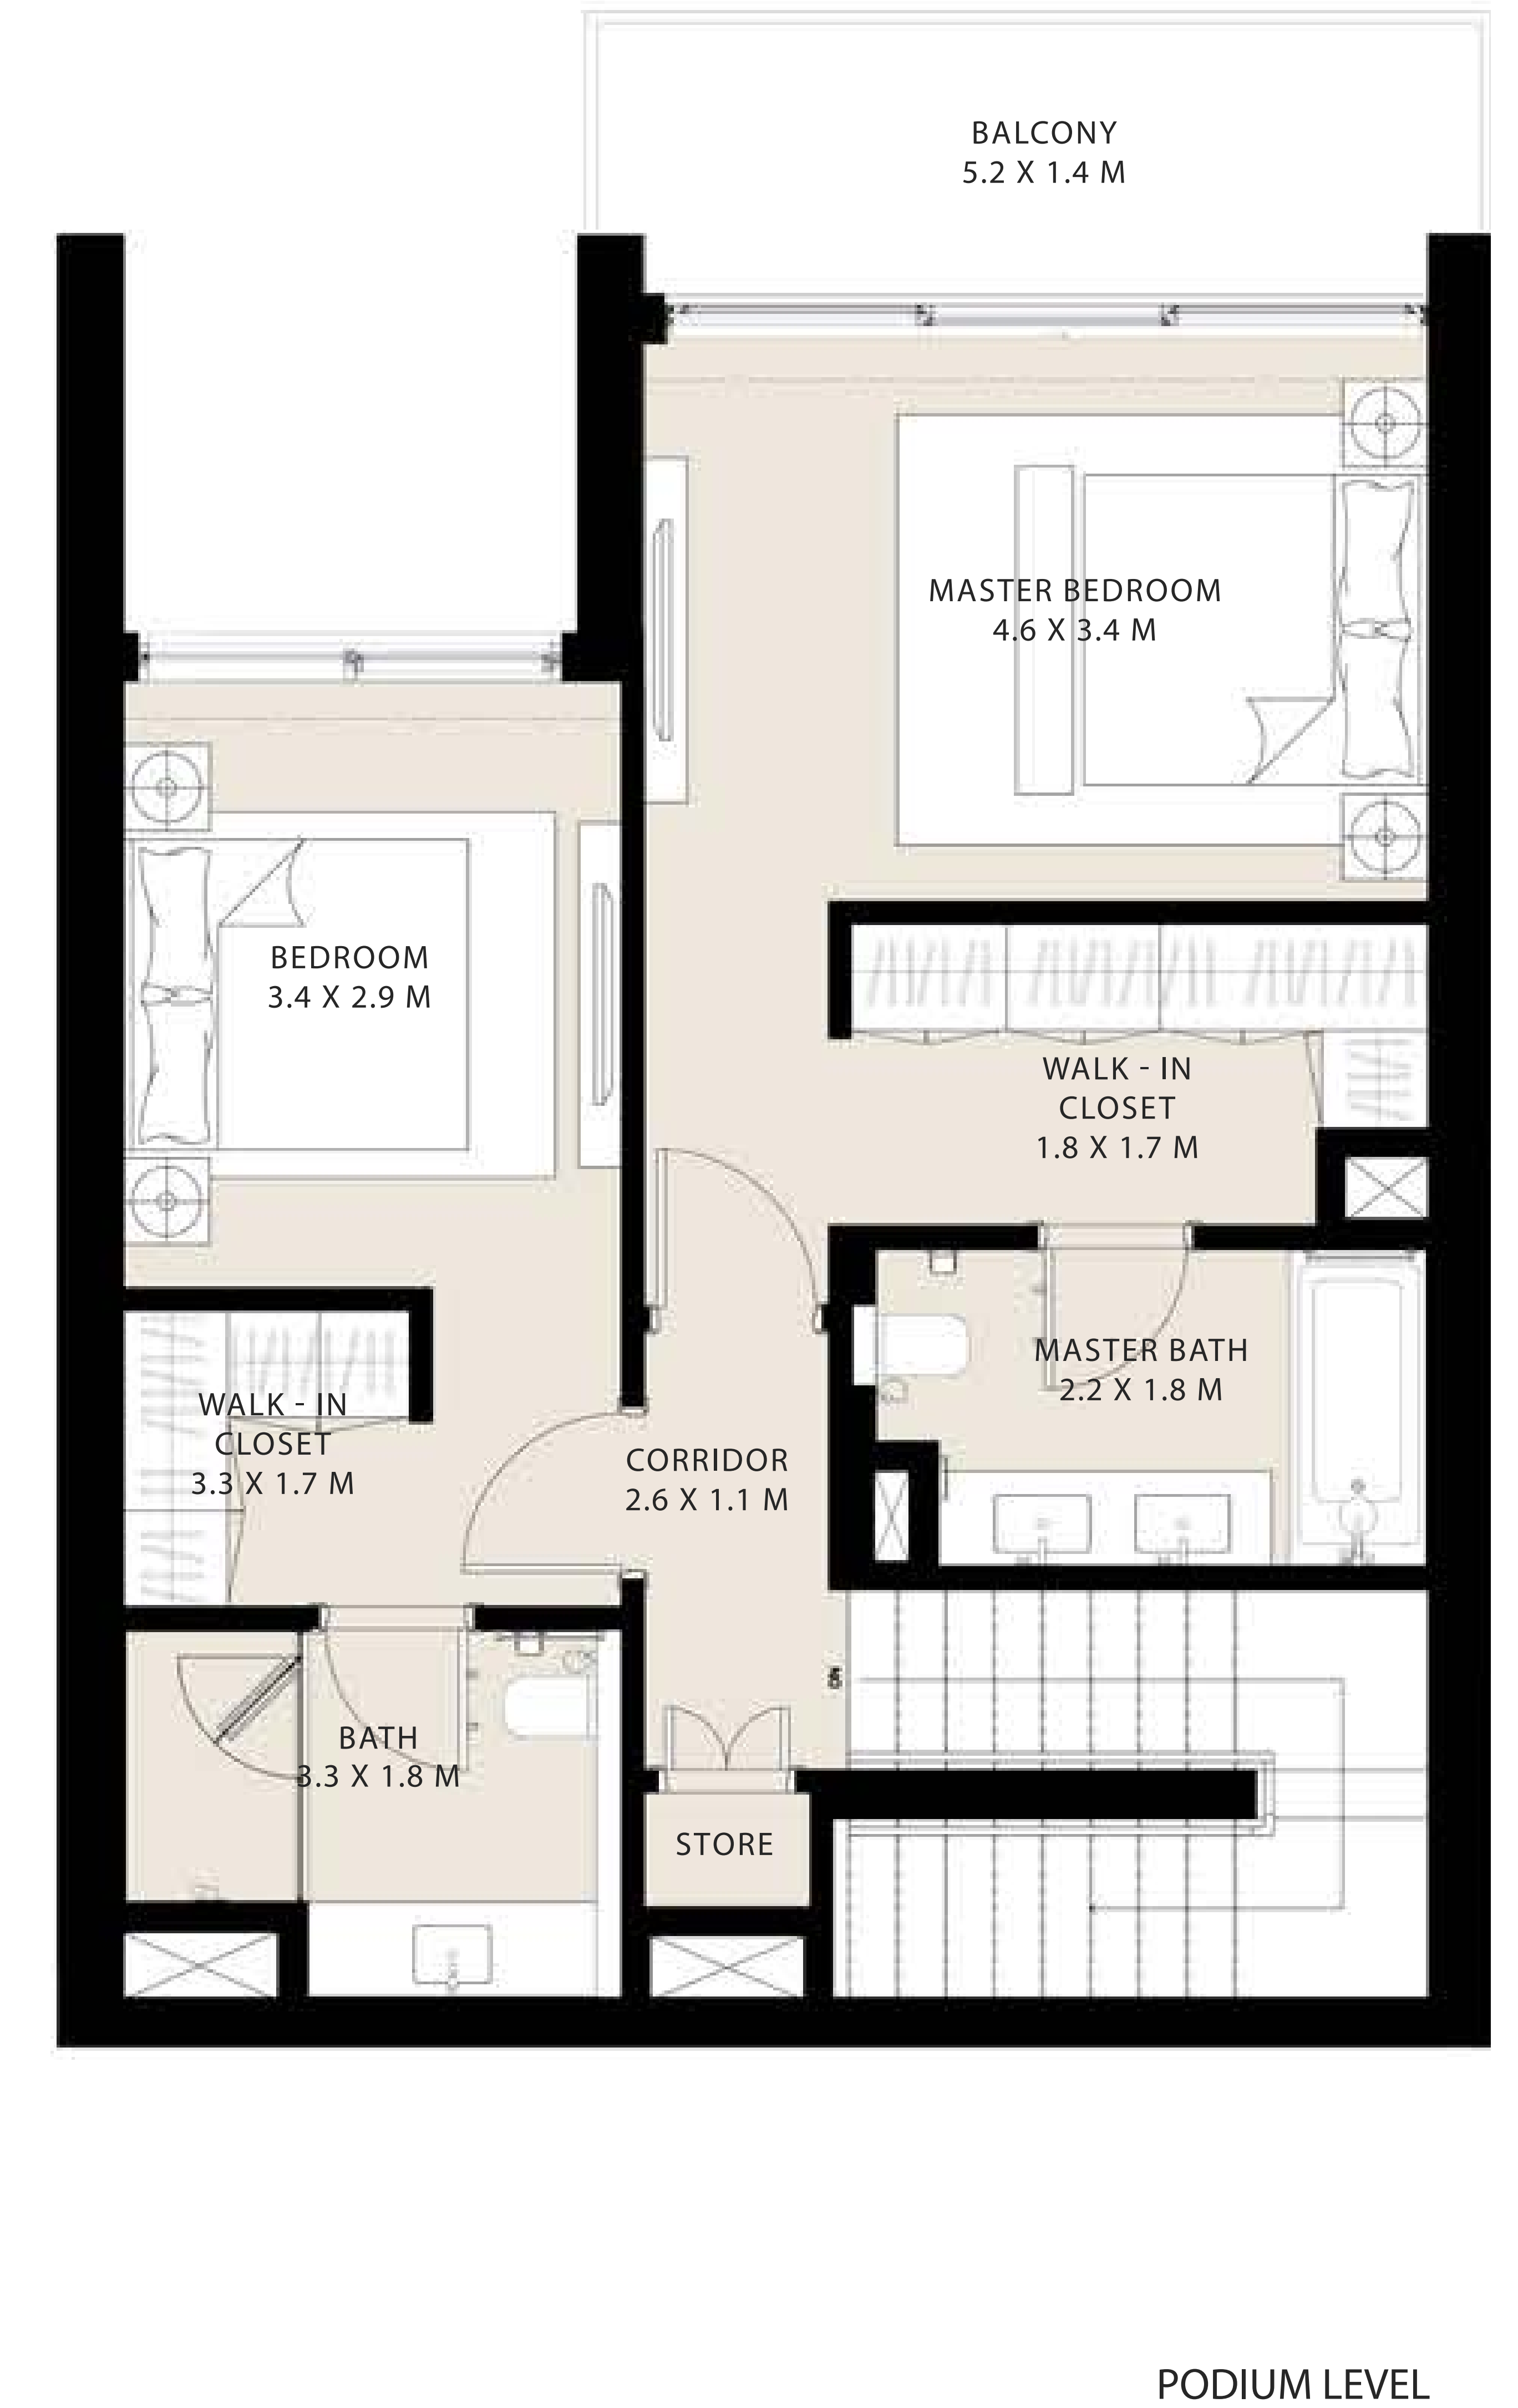 BALCONY
5.2 X 1.4 M
MASTER BEDROOM
4.6 X 3.4 M
BEDROOM
3.4 X 2.9 M
WALK - IN
CLOSET
1.8 X 1.7 M
MASTER BATH
2.2 X 1.8 M
WALK - IN
CLOSET
3.3 X 1.7 M
CORRIDOR
2.6 X 1.1 M
BATH
3.3 X 1.8 M
STORE
PODIUM LEVEL